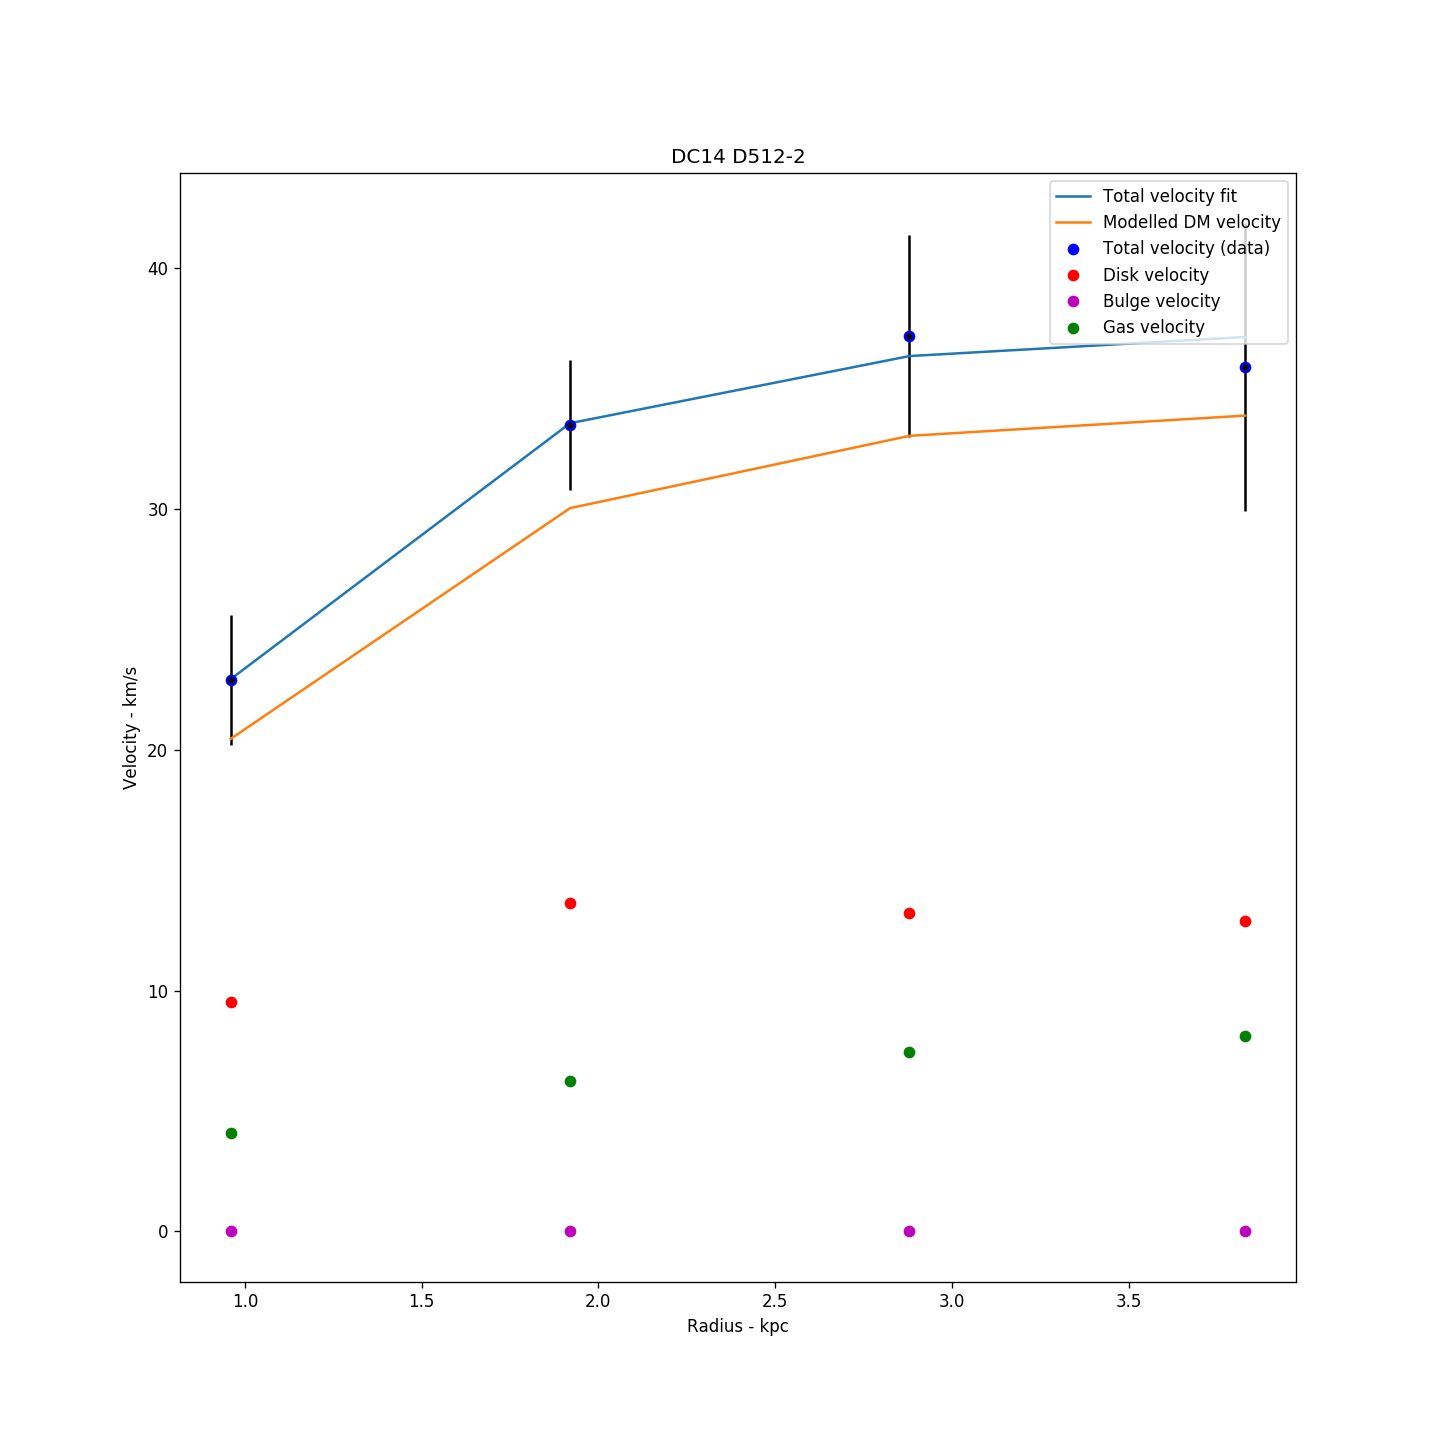 DC14 D512-2
Total velocity fit
Modelled DM velocity
Total velocity (data)
Disk velocity
Bulge velocity
Gas velocity
40
30
20
10
0
Velocity - km/s
1.0 1.5 2.0 2.5 3.0 3.5
Radius - kpc